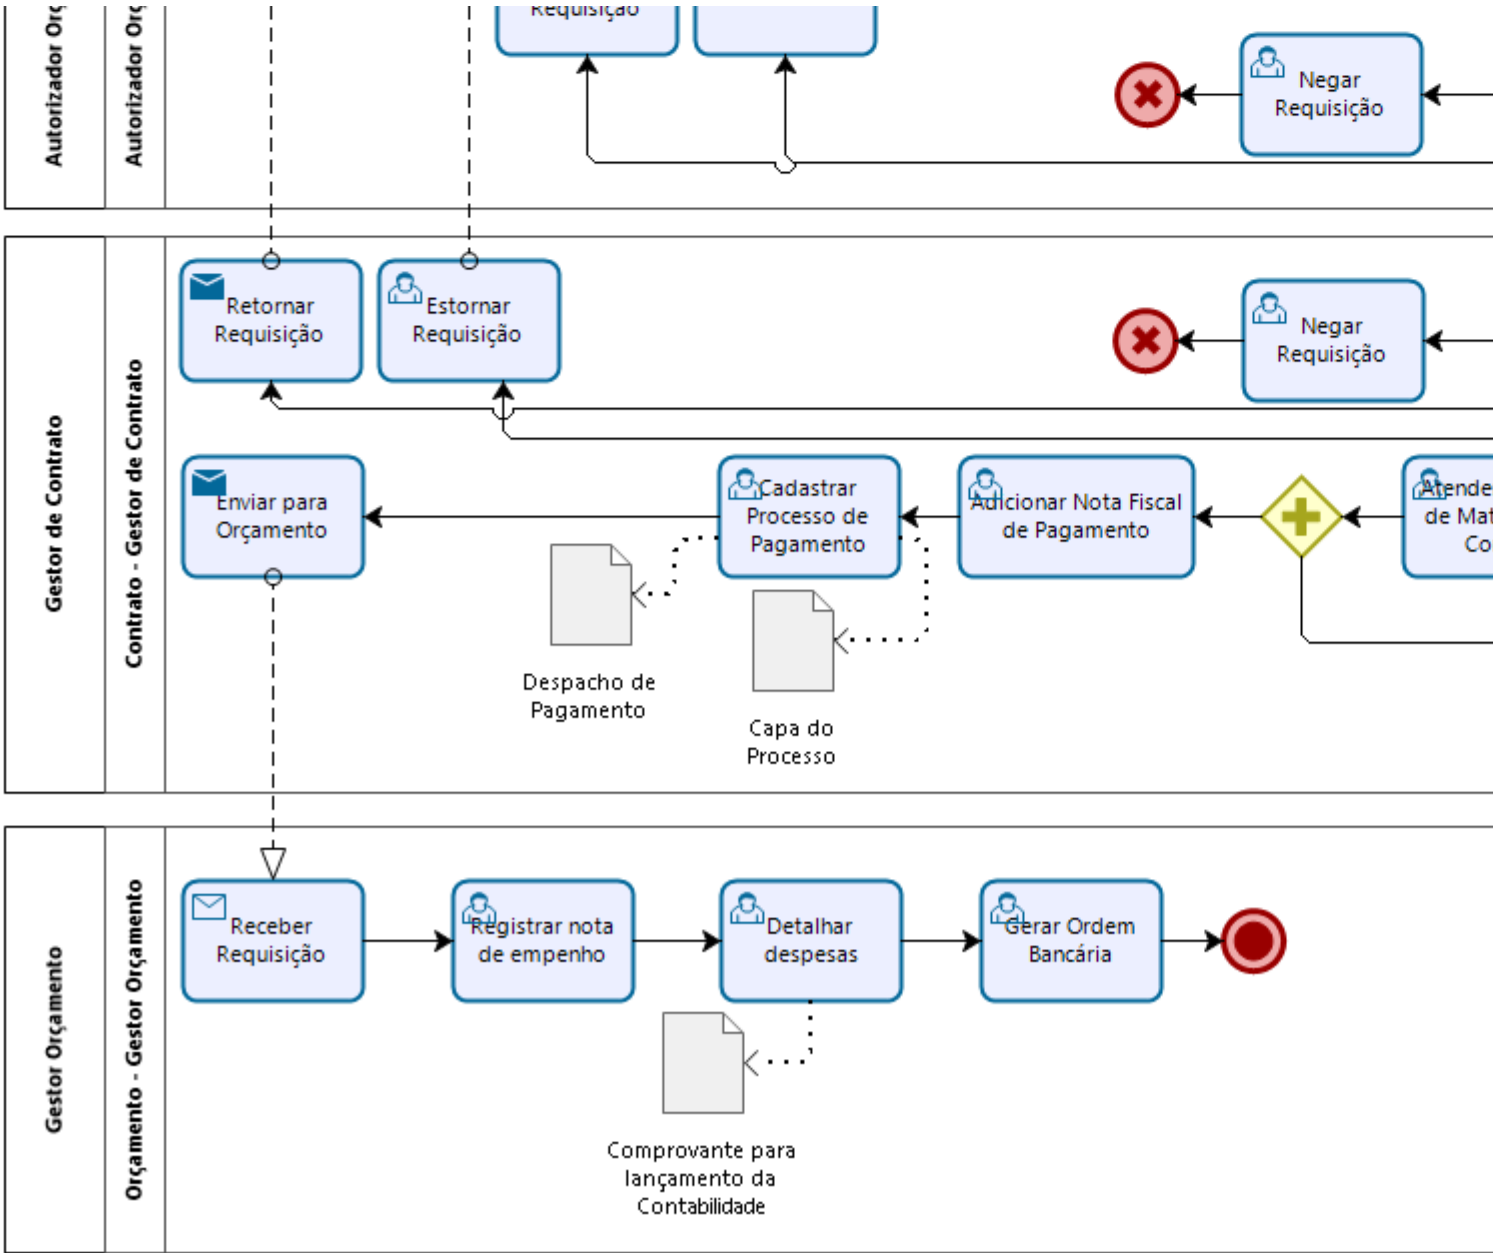 Autorizador Orç
Autorizador Orç
Requisição
Negar
Requisição
Gestor de Contrato
Contrato - Gestor de Contrato
Retornar
Requisição
Estornar
Requisição
Negar
Requisição
Enviar para
Orçamento
Cadastrar
Processo de
Pagamento
Adicionar Nota Fiscal
de Pagamento
Atende
de Mat
Co
Despacho de
Pagamento
Capa do
Processo
Gestor Orçamento
Orçamento - Gestor Orçamento
Receber
Requisição
Registrar nota
de empenho
Detalhar
despesas
Gerar Ordem
Bancária
Comprovante para
lançamento da
Contabilidade